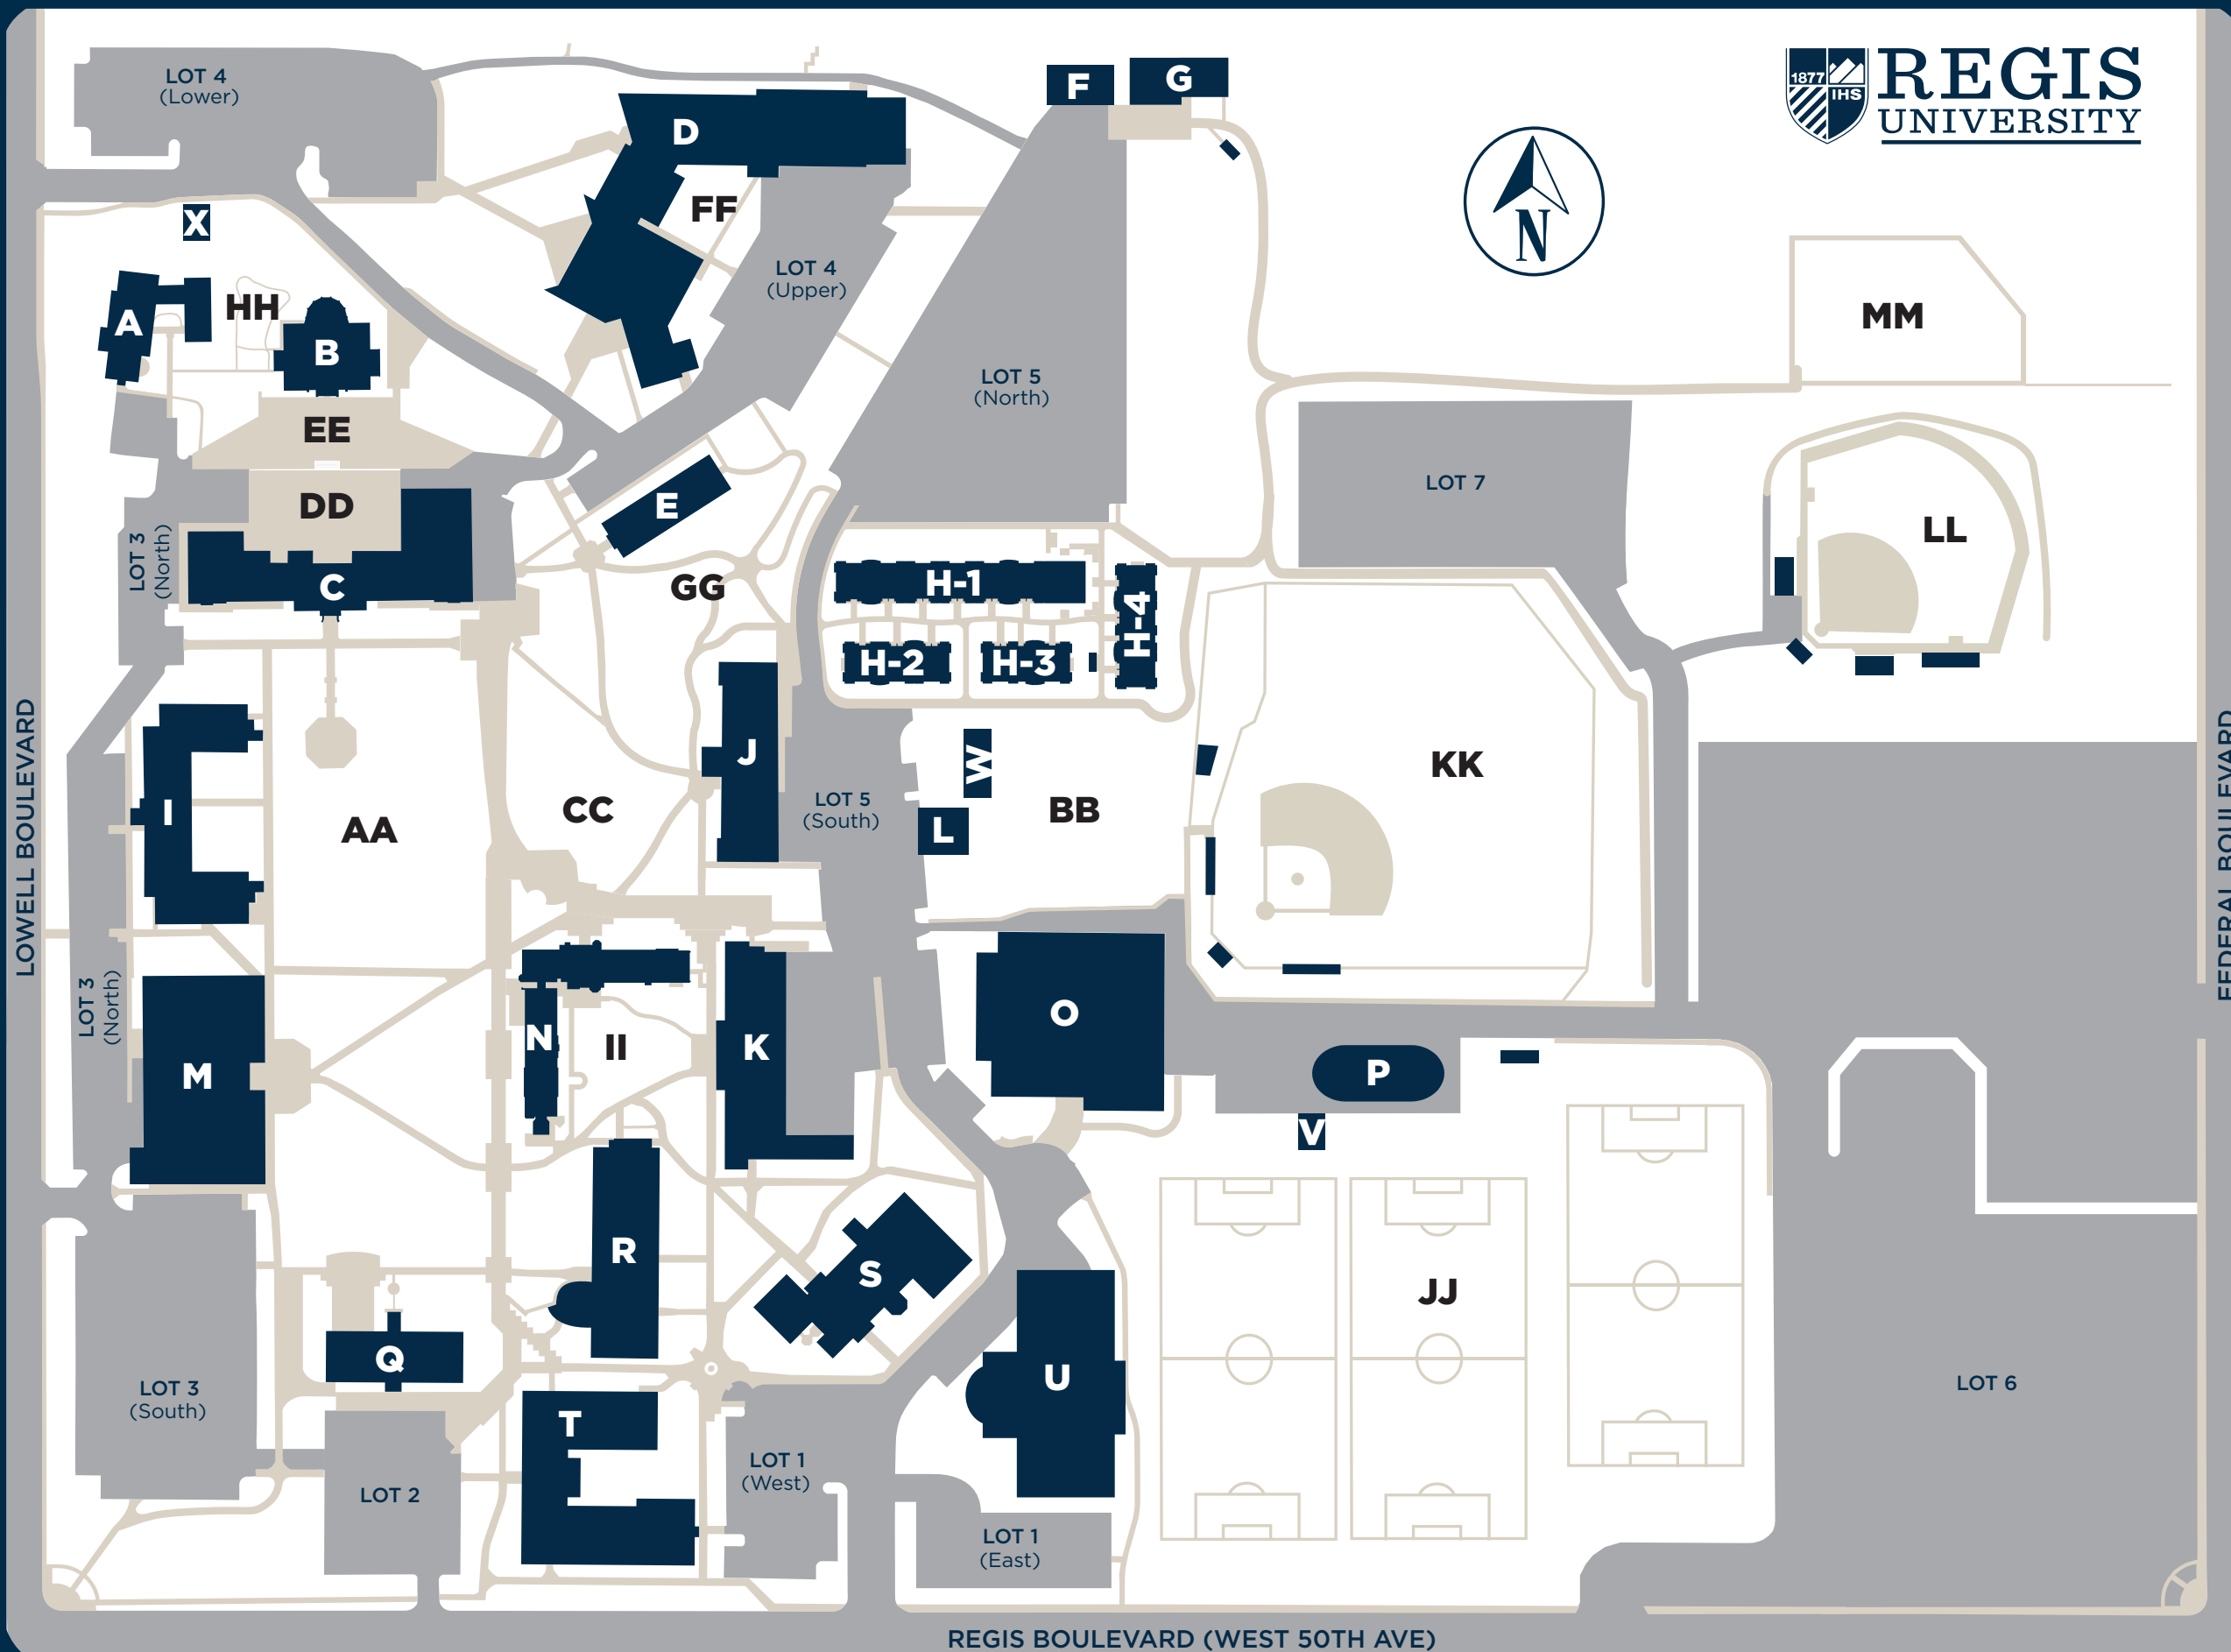 LOT 4
(Lower)
F
G
1877
IHS
REGIS
UNIVERSITY
D
N
X
FF
LOT 4
(Upper)
HH
A
B
MM
LOT 5
(North)
EE
DD
E
LOT 7
LL
LOT 3
(North)
C
GG
H-1
H-4
H-2
H-3
J
W
KK
LOWELL BOULEVARD
FEDERAL BOULEVARD
I
AA
CC
LOT 5
(South)
L
BB
LOT 3
(North)
M
N
II
K
O
P
V
R
S
JJ
Q
U
LOT 3
(South)
T
LOT 6
LOT 2
LOT 1
(West)
LOT 1
(East)
REGIS BOULEVARD (WEST 50TH AVE)